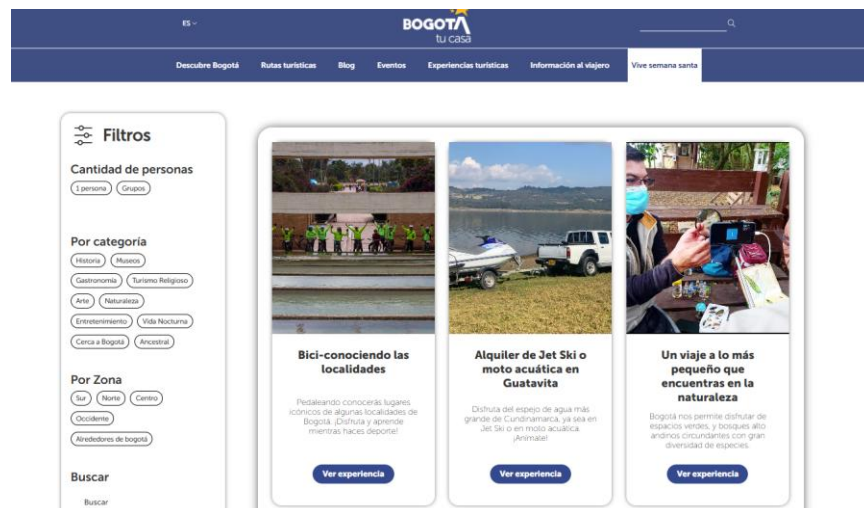 ES
BOGOTÁ
tu casa
Descubre Bogotá Rutas turísticas Blog Eventos Experiencias turísticas Información al viajero Vive semana santa
Filtros
Cantidad de personas
1 persona Grupos
Por categoría
Historia Museos
Gastronomía Turismo Religioso
Arte Naturaleza
Entretenimiento Vida Nocturna
Cerca a Bogotá Ancestral
Por Zona
Sur Norte Centro
Occidente
Alrededores de bogotá
Buscar
Buscar
Bici-conociendo las
localidades
Pedaleando conocerás lugares
icónicos de algunas localidades de
Bogotá. ¡Disfruta y aprende
mientras haces deporte!
Ver experiencia
Alquiler de Jet Ski o
moto acuática en
Guatavita
Disfruta del espejo de agua más
grande de Cundinamarca, ya sea en
Jet Ski o en moto acuática.
¡Anímate!
Ver experiencia
Un viaje a lo más
pequeño que
encuentras en la
naturaleza
Bogotá nos permite disfrutar de
espacios verdes, y bosques alto
andinos circundantes con gran
diversidad de especies.
Ver experiencia